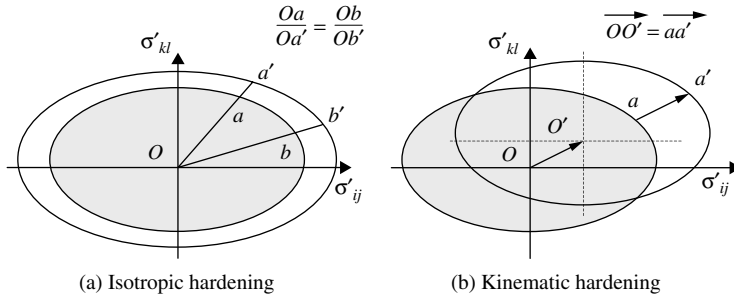 Oa/Oa′ = Ob/Ob′
σ′kl
a′
a
b′
O
b
σ′ij
(a) Isotropic hardening
OO′ = aa′
σ′kl
a′
a
O′
O
σ′ij
(b) Kinematic hardening